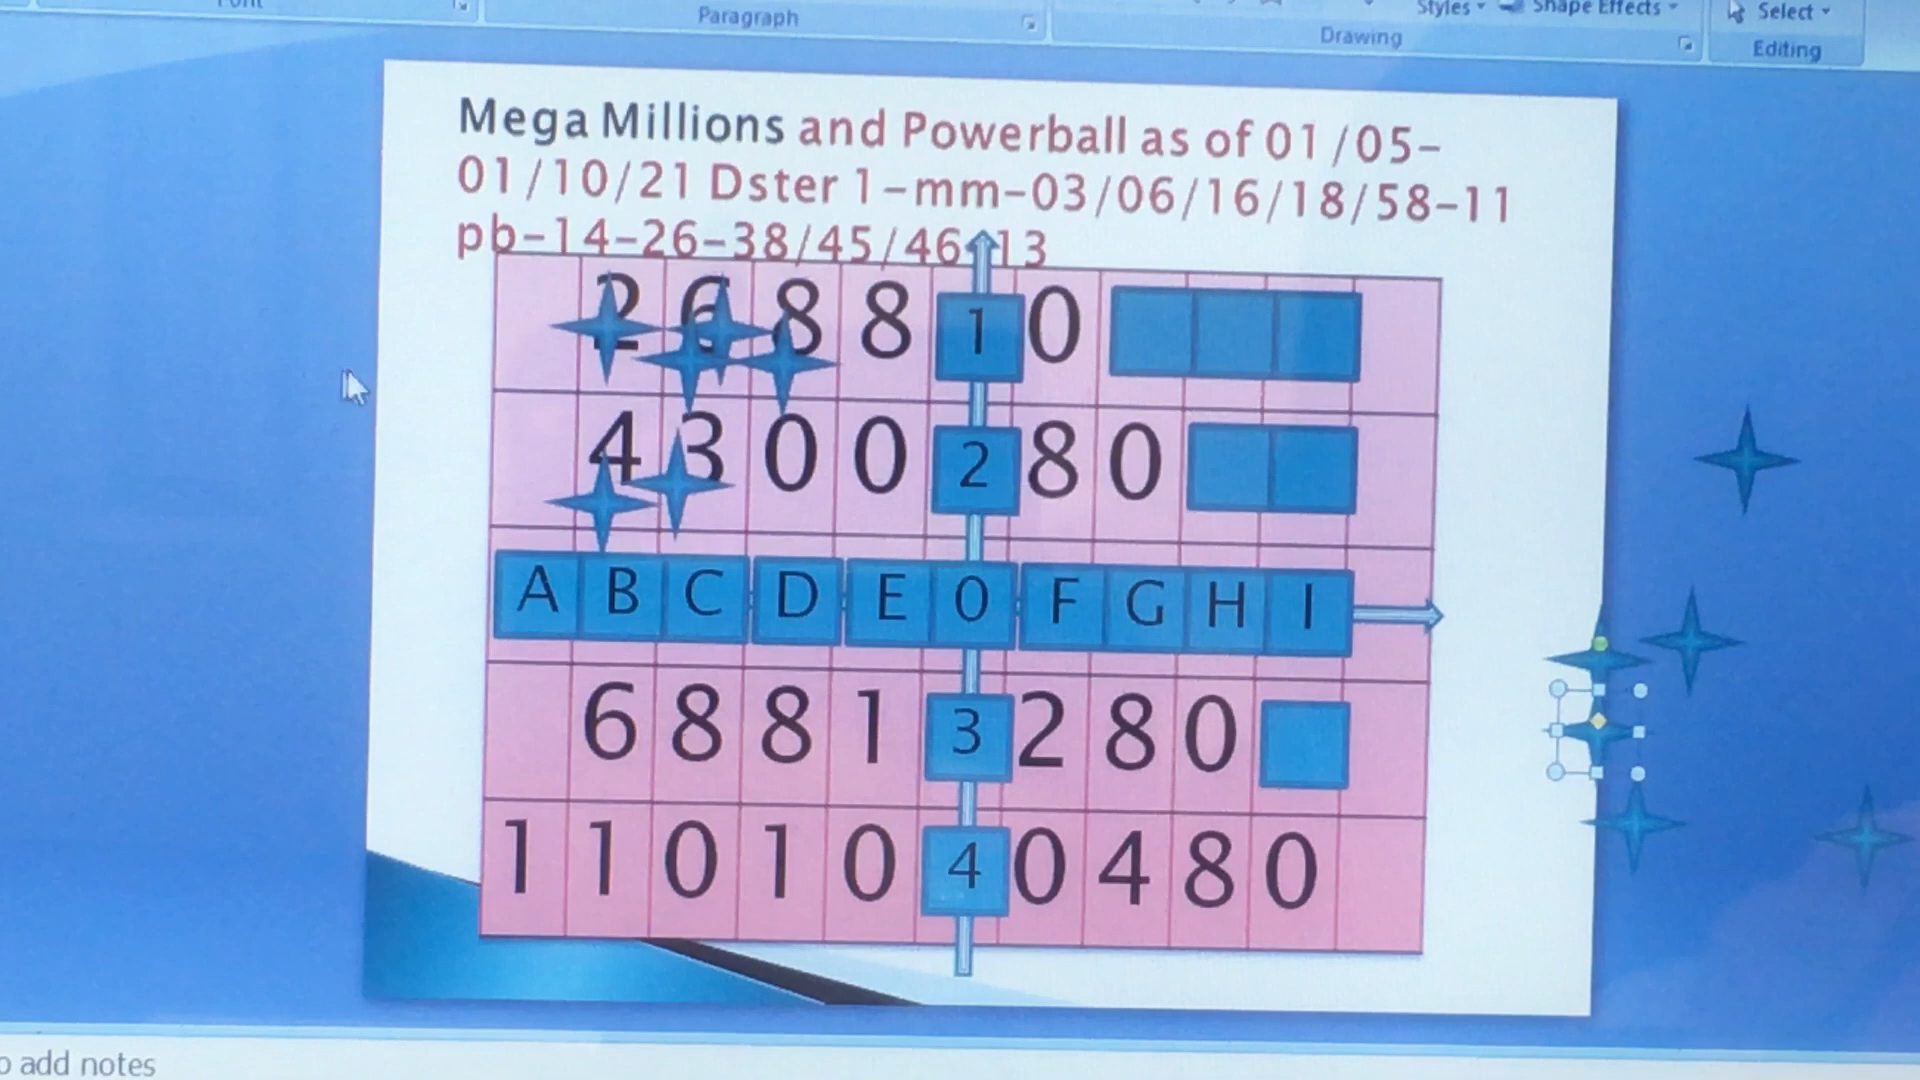 Paragraph
Styles
Shape Effects
Select
Drawing
Editing
Mega Millions and Powerball as of 01/05-
01/10/21 Dster 1-mm-03/06/16/18/58-11
pb-14-26-38/45/46 13
2 6 8 8 1 0
4 3 0 0 2 8 0
A B C D E 0 F G H I
6 8 8 1 3 2 8 0
1 1 0 1 0 4 0 4 8 0
add notes